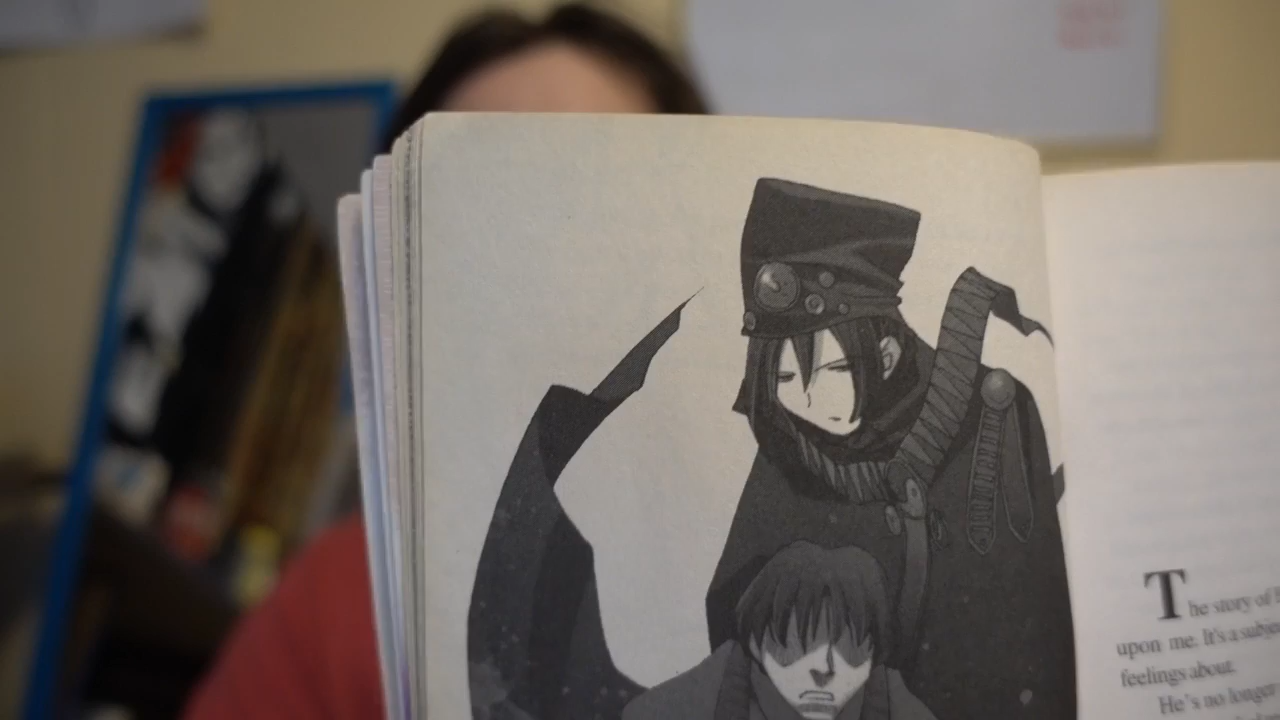 The story of
upon me. It's a
feelings about.
He's no longer